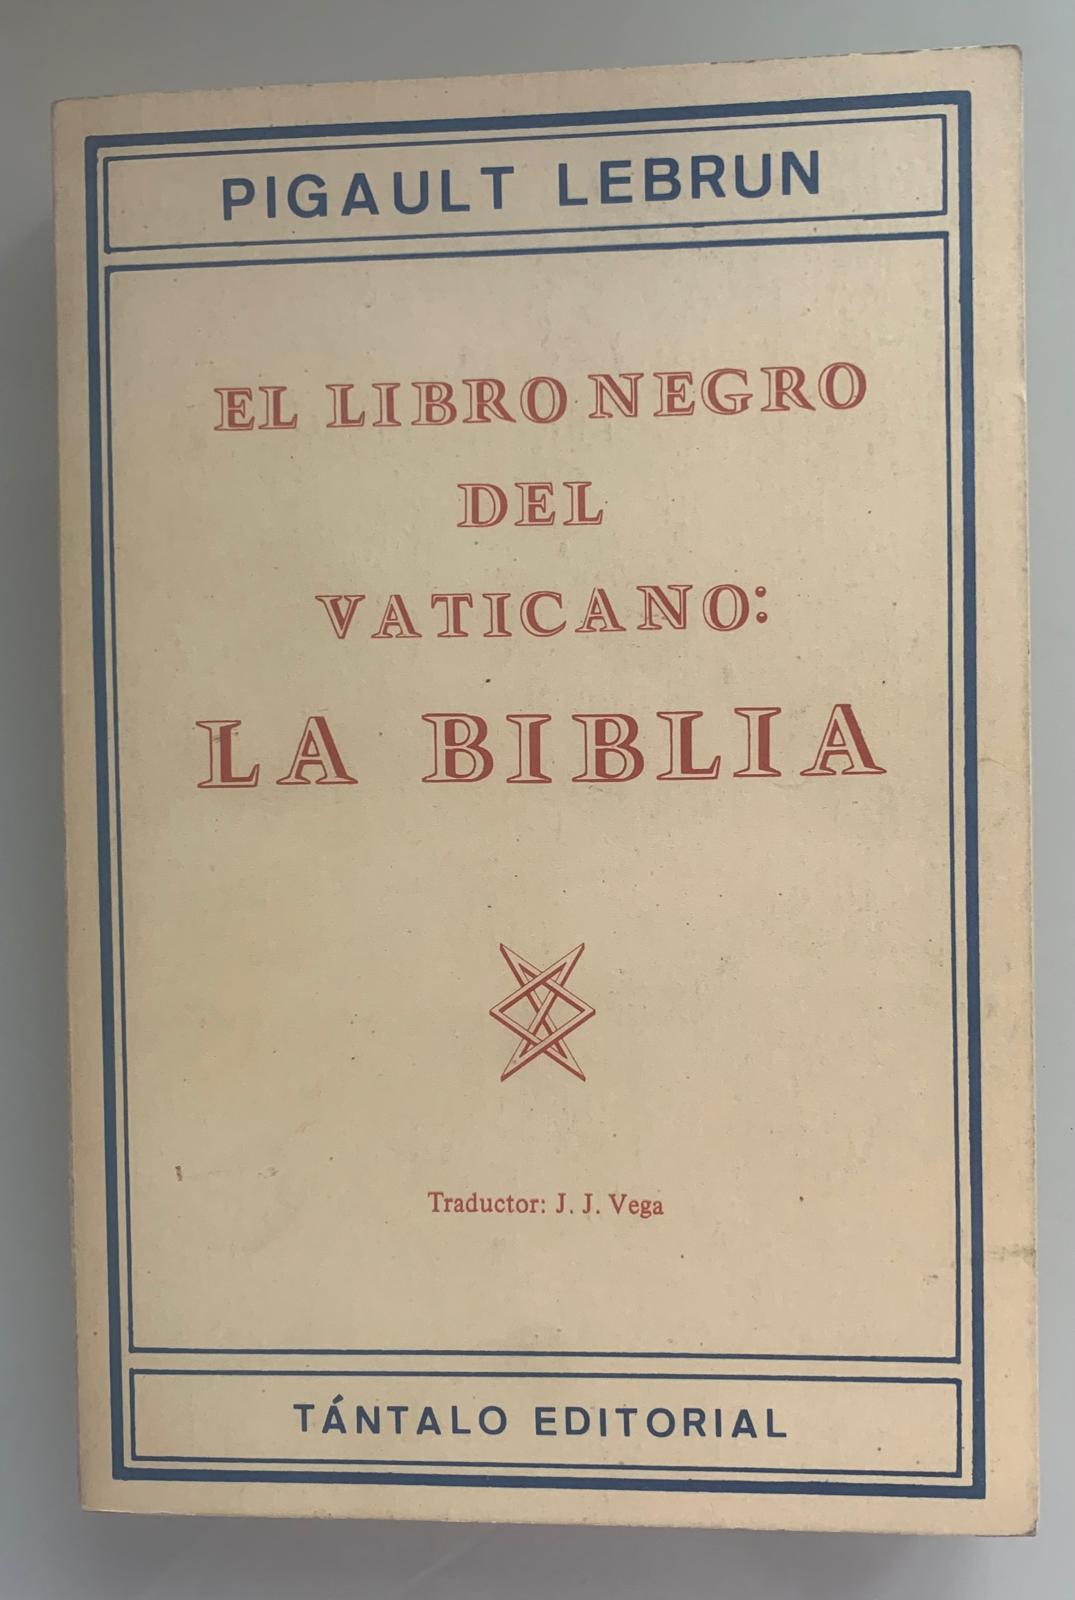 PIGAULT LEBRUN
EL LIBRO NEGRO
DEL
VATICANO:
LA BIBLIA
Traductor: J. J. Vega
TÁNTALO EDITORIAL